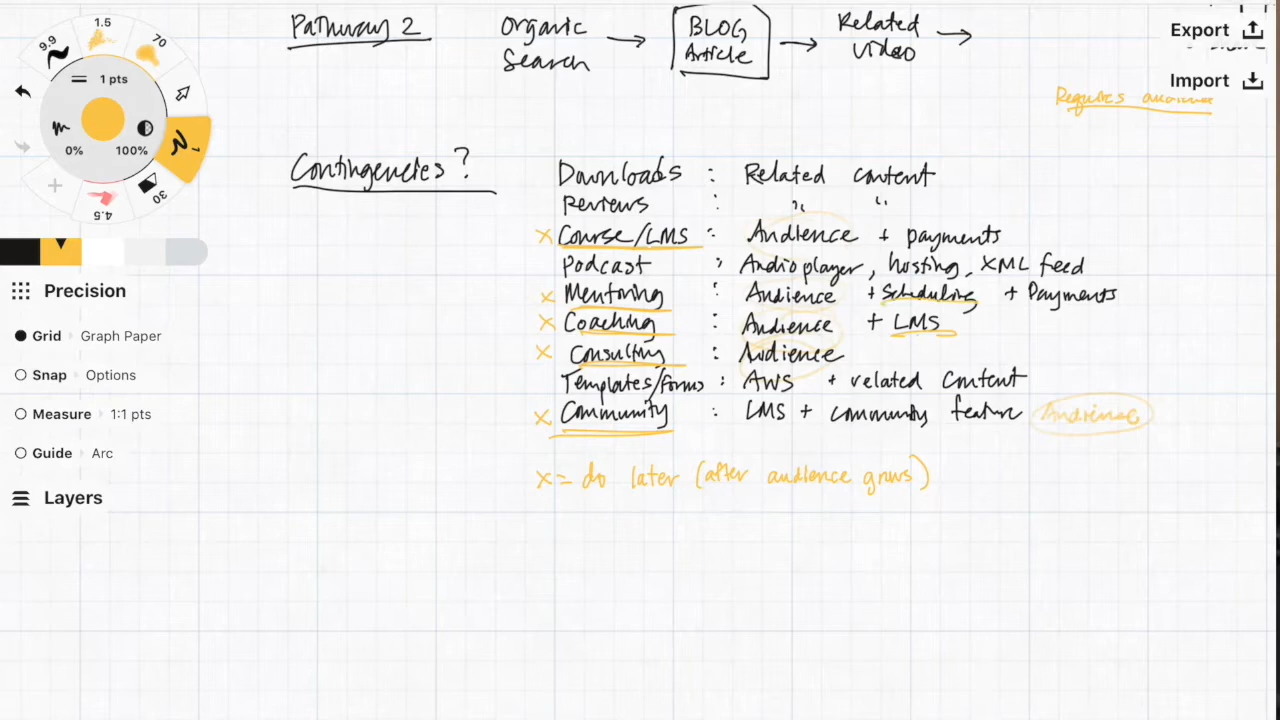 Pathway 2
Organic Search → BLOG Article → Related video →
Export
Import
Requires audience
1.5
9.9
70
1 pts
0%
100%
1
30
4.5
Contingencies?
Downloads : Related content
Reviews : " "
x Course/LMS : Audience + payments
Podcast : Audio player, hosting, XML feed
x Mentoring : Audience + Scheduling + Payments
x Coaching : Audience + LMS
x Consulting : Audience
Templates/forms : AWS + related content
x Community : LMS + community feature Audience
x = do later (after audience grows)
Precision
Grid Graph Paper
Snap Options
Measure 1:1 pts
Guide Arc
Layers